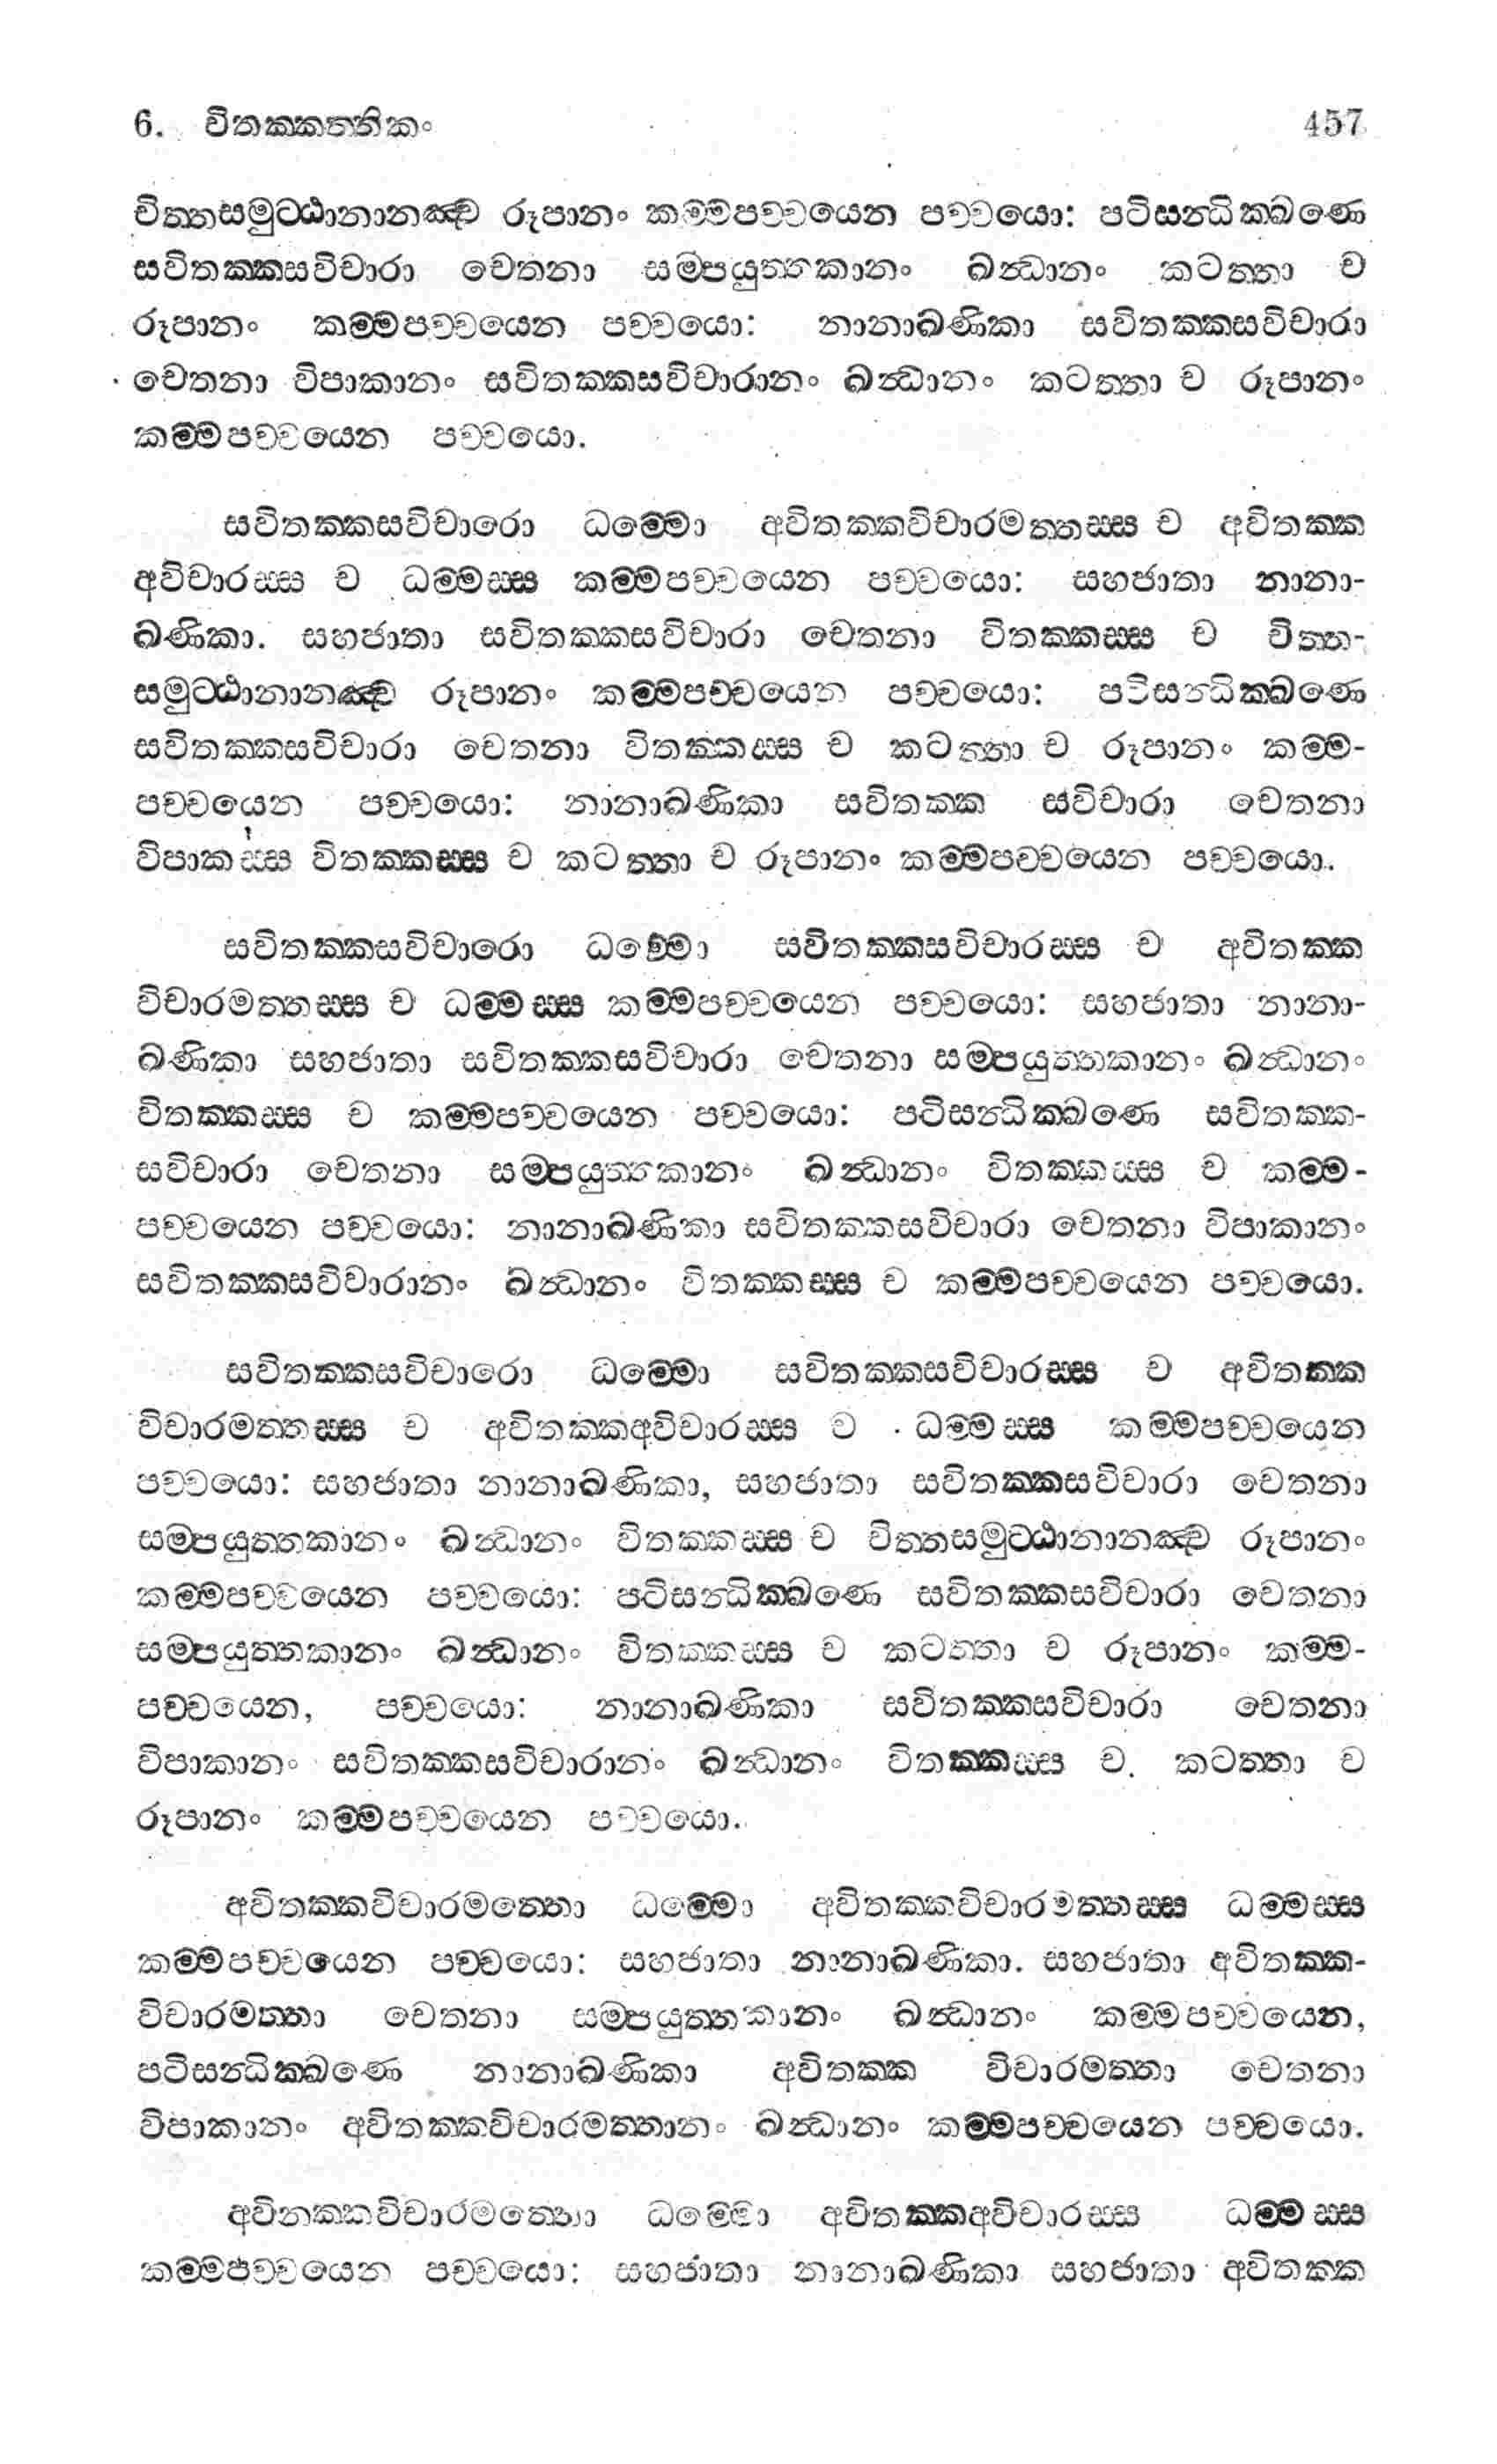 6. විතක්කත්තිකං 457
චිත්තසමුට්ඨානානඤ්ච රූපානං කම්මපච්චයෙන පච්චයො: පටිසන්ධික්ඛණෙ
සවිතක්කසවිචාරා චෙතනා සම්පයුත්තකානං ඛන්ධානං කටත්තා ච
රූපානං කම්මපච්චයෙන පච්චයො: නානාඛණිකා සවිතක්කසවිචාරා
චෙතනා විපාකානං සවිතක්කසවිචාරානං ඛන්ධානං කටත්තා ච රූපානං
කම්මපච්චයෙන පච්චයො.
සවිතක්කසවිචාරො ධම්මො අවිතක්කවිචාරමත්තස්ස ච අවිතක්ක
අවිචාරස්ස ච ධම්මස්ස කම්මපච්චයෙන පච්චයො: සහජාතා නානා-
ඛණිකා. සහජාතා සවිතක්කසවිචාරා චෙතනා විතක්කස්ස ච චිත්ත-
සමුට්ඨානානඤ්ච රූපානං කම්මපච්චයෙන පච්චයො: පටිසන්ධික්ඛණෙ
සවිතක්කසවිචාරා චෙතනා විතක්කස්ස ච කටත්තා ච රූපානං කම්ම-
පච්චයෙන පච්චයො: නානාඛණිකා සවිතක්ක සවිචාරා චෙතනා
විපාකස්ස විතක්කස්ස ච කටත්තා ච රූපානං කම්මපච්චයෙන පච්චයො.
සවිතක්කසවිචාරො ධම්මො සවිතක්කසවිචාරස්ස ච අවිතක්ක
විචාරමත්තස්ස ච ධම්මස්ස කම්මපච්චයෙන පච්චයො: සහජාතා නානා-
ඛණිකා සහජාතා සවිතක්කසවිචාරා චෙතනා සම්පයුත්තකානං ඛන්ධානං
විතක්කස්ස ච කම්මපච්චයෙන පච්චයො: පටිසන්ධික්ඛණෙ සවිතක්ක-
සවිචාරා චෙතනා සම්පයුත්තකානං ඛන්ධානං විතක්කස්ස ච කම්ම-
පච්චයෙන පච්චයො: නානාඛණිකා සවිතක්කසවිචාරා චෙතනා විපාකානං
සවිතක්කසවිචාරානං ඛන්ධානං විතක්කස්ස ච කම්මපච්චයෙන පච්චයො.
සවිතක්කසවිචාරො ධම්මො සවිතක්කසවිචාරස්ස ච අවිතක්ක
විචාරමත්තස්ස ච අවිතක්කඅවිචාරස්ස ච ධම්මස්ස කම්මපච්චයෙන
පච්චයො: සහජාතා නානාඛණිකා, සහජාතා සවිතක්කසවිචාරා චෙතනා
සම්පයුත්තකානං ඛන්ධානං විතක්කස්ස ච චිත්තසමුට්ඨානානඤ්ච රූපානං
කම්මපච්චයෙන පච්චයො: පටිසන්ධික්ඛණෙ සවිතක්කසවිචාරා චෙතනා
සම්පයුත්තකානං ඛන්ධානං විතක්කස්ස ච කටත්තා ච රූපානං කම්ම-
පච්චයෙන, පච්චයො: නානාඛණිකා සවිතක්කසවිචාරා චෙතනා
විපාකානං සවිතක්කසවිචාරානං ඛන්ධානං විතක්කස්ස ච. කටත්තා ච
රූපානං කම්මපච්චයෙන පච්චයො.
අවිතක්කවිචාරමත්තො ධම්මො අවිතක්කවිචාරමත්තස්ස ධම්මස්ස
කම්මපච්චයෙන පච්චයො: සහජාතා නානාඛණිකා. සහජාතා අවිතක්ක-
විචාරමත්තා චෙතනා සම්පයුත්තකානං ඛන්ධානං කම්මපච්චයෙන,
පටිසන්ධික්ඛණෙ නානාඛණිකා අවිතක්ක විචාරමත්තා චෙතනා
විපාකානං අවිතක්කවිචාරමත්තානං ඛන්ධානං කම්මපච්චයෙන පච්චයො.
අවිතක්කවිචාරමත්තො ධම්මො අවිතක්කඅවිචාරස්ස ධම්මස්ස
කම්මපච්චයෙන පච්චයො: සහජාතා නානාඛණිකා සහජාතා අවිතක්ක